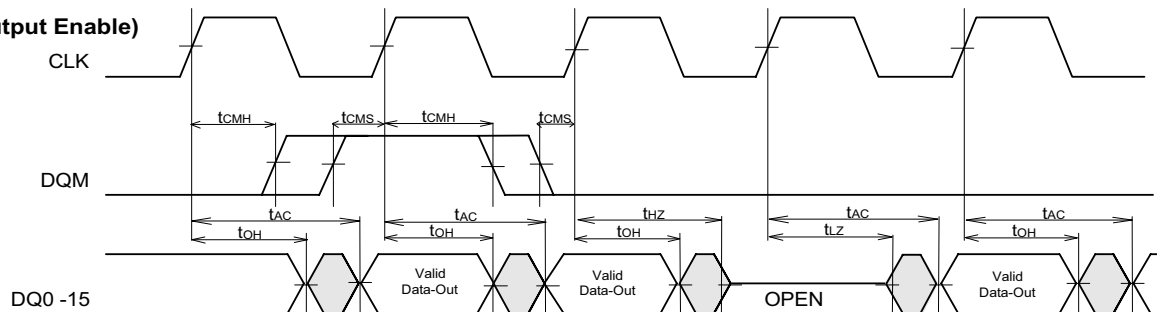 utput Enable)
CLK
tCMH tCMS tCMH tCMS
DQM
tAC tAC tHZ tAC tAC
tOH tOH tOH tLZ tOH
Valid Data-Out Valid Data-Out Valid Data-Out
DQ0 -15 OPEN